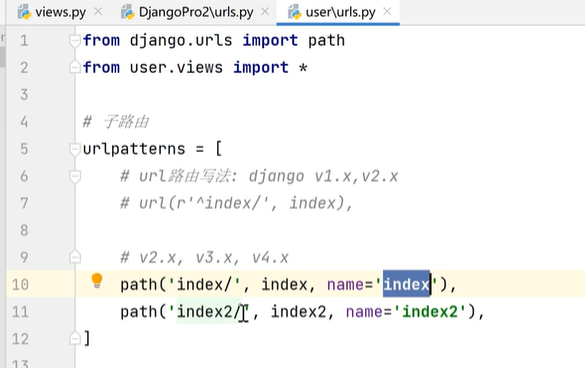 views.py × DjangoPro2\urls.py × user\urls.py ×
1 from django.urls import path
2 from user.views import *
3
4 # 子路由
5 urlpatterns = [
6 # url路由写法: django v1.x,v2.x
7 # url(r'^index/', index),
8
9 # v2.x, v3.x, v4.x
10 path('index/', index, name='index'),
11 path('index2/', index2, name='index2'),
12 ]
13